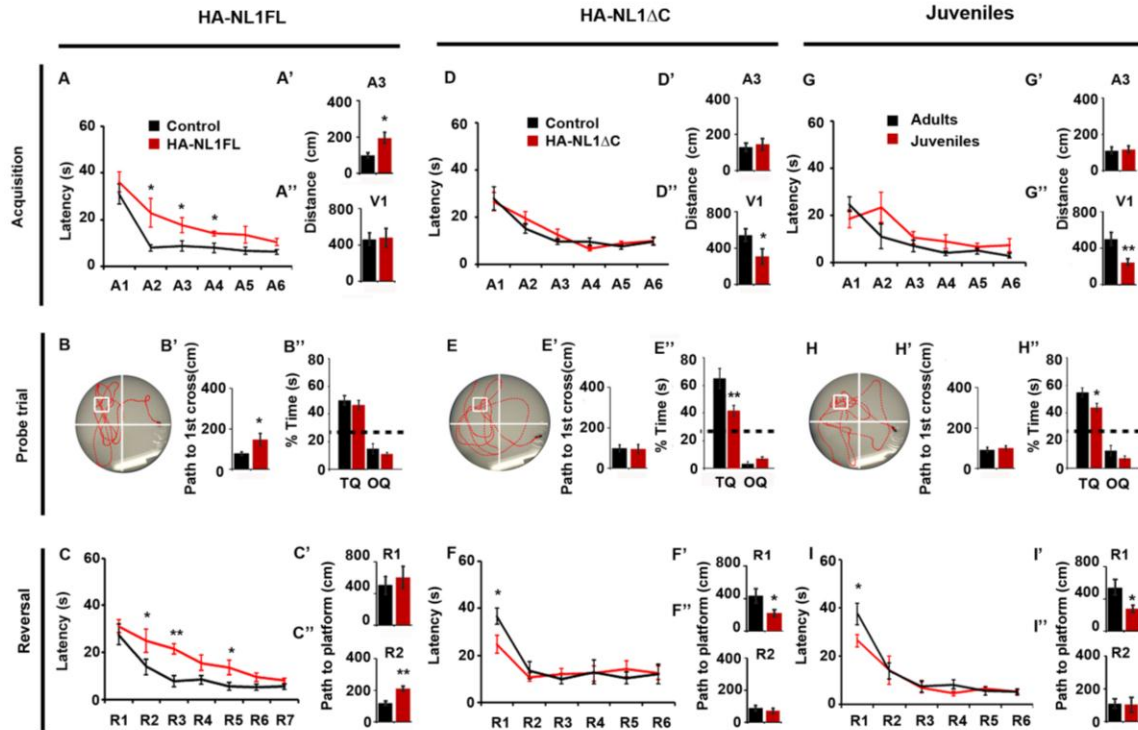 HA-NL1FL
HA-NL1ΔC
Juveniles
Acquisition
A
Latency (s)
60
40
20
0
Control
HA-NL1FL
* * *
A1 A2 A3 A4 A5 A6
A'
A''
Distance (cm)
A3
400
200
0
*
V1
800
400
0
D
Latency (s)
60
40
20
0
Control
HA-NL1ΔC
A1 A2 A3 A4 A5 A6
D'
D''
Distance (cm)
A3
400
200
0
V1
800
400
0
*
G
Latency (s)
60
40
20
0
Adults
Juveniles
A1 A2 A3 A4 A5 A6
G'
G''
Distance (cm)
A3
400
200
0
V1
800
400
0
**
Probe trial
B
B'
Path to 1st cross(cm)
400
200
0
*
B''
% Time (s)
80
60
40
20
0
TQ OQ
E
E'
Path to 1st cross(cm)
400
200
0
E''
% Time (s)
80
60
40
20
0
**
TQ OQ
H
H'
Path to 1st cross(cm)
400
200
0
H''
% Time (s)
80
60
40
20
0
*
TQ OQ
Reversal
C
Latency (s)
60
40
20
0
* ** *
R1 R2 R3 R4 R5 R6 R7
C'
C''
Path to platform (cm)
R1
800
400
0
R2
400
200
0
**
F
Latency (s)
60
40
20
0
*
R1 R2 R3 R4 R5 R6
F'
F''
Path to platform (cm)
R1
800
400
0
*
R2
400
200
0
I
Latency (s)
60
40
20
0
*
R1 R2 R3 R4 R5 R6
I'
I''
Path to platform (cm)
R1
800
400
0
*
R2
400
200
0